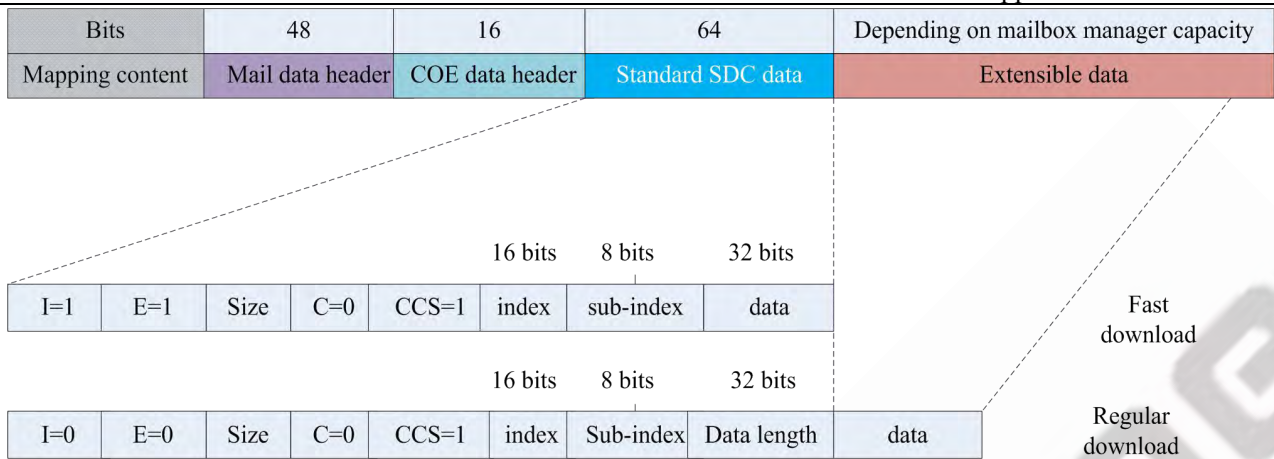 Bits 48 16 64 Depending on mailbox manager capacity
Mapping content Mail data header COE data header Standard SDC data Extensible data
16 bits 8 bits 32 bits
I=1 E=1 Size C=0 CCS=1 index sub-index data
Fast
download
16 bits 8 bits 32 bits
I=0 E=0 Size C=0 CCS=1 index Sub-index Data length data
Regular
download